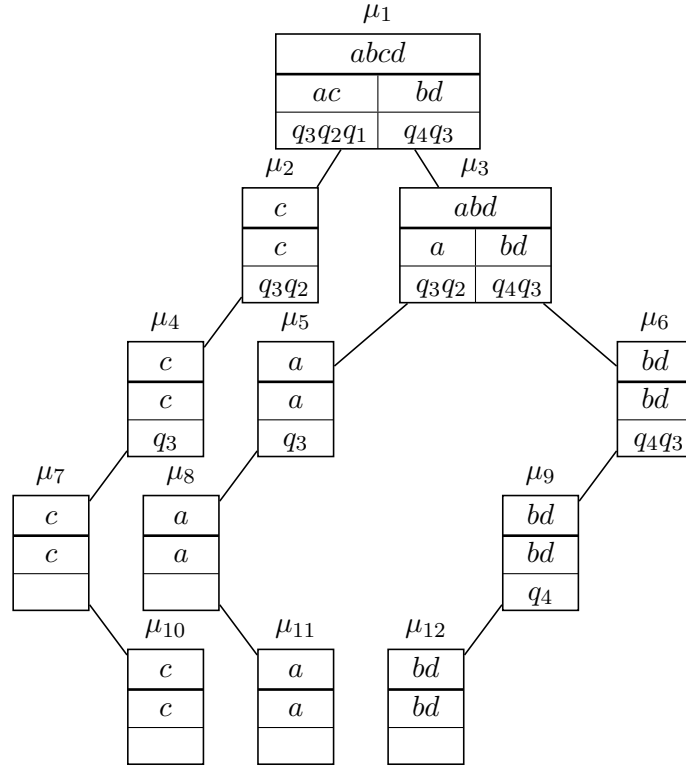 μ₁
abcd
ac bd
q₃q₂q₁ q₄q₃
μ₂ μ₃
c abd
c a bd
q₃q₂ q₃q₂ q₄q₃
μ₄ μ₅ μ₆
c a bd
c a bd
q₃ q₃ q₄q₃
μ₇ μ₈ μ₉
c a bd
c a bd
q₄
μ₁₀ μ₁₁ μ₁₂
c a bd
c a bd